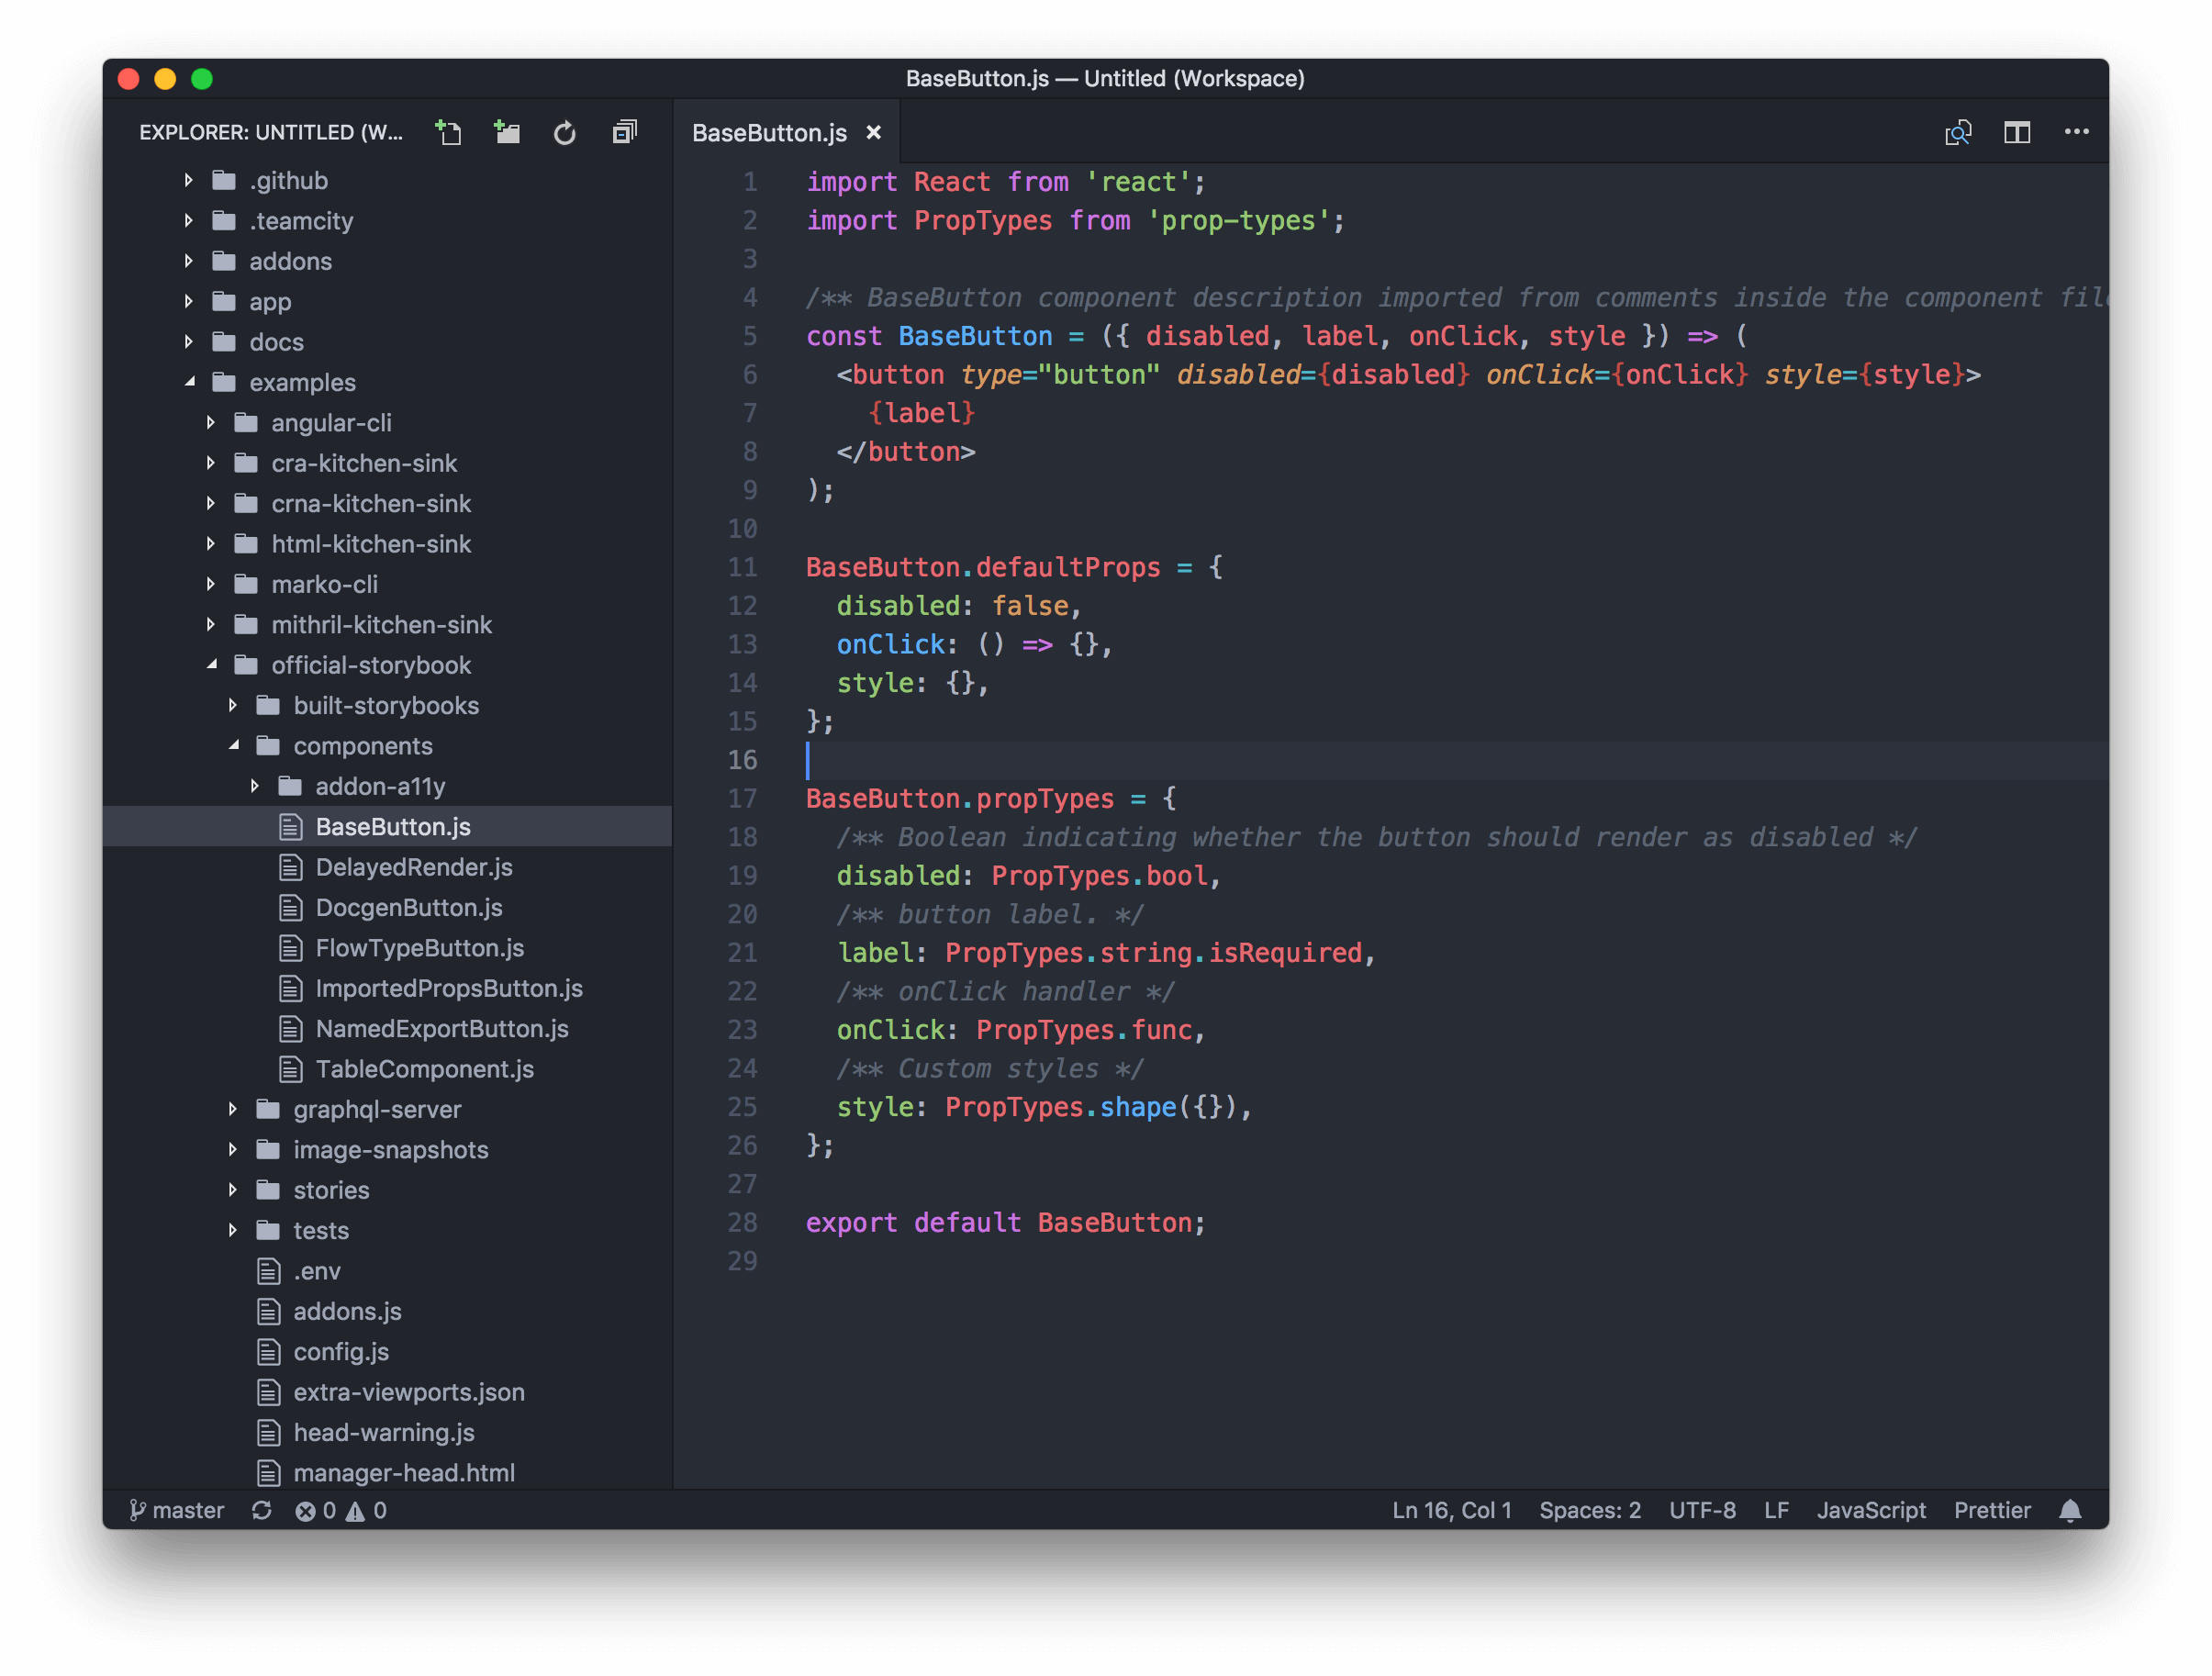 BaseButton.js — Untitled (Workspace)
EXPLORER: UNTITLED (W...
.github
.teamcity
addons
app
docs
examples
angular-cli
cra-kitchen-sink
crna-kitchen-sink
html-kitchen-sink
marko-cli
mithril-kitchen-sink
official-storybook
built-storybooks
components
addon-a11y
BaseButton.js
DelayedRender.js
DocgenButton.js
FlowTypeButton.js
ImportedPropsButton.js
NamedExportButton.js
TableComponent.js
graphql-server
image-snapshots
stories
tests
.env
addons.js
config.js
extra-viewports.json
head-warning.js
manager-head.html
BaseButton.js ×
1 import React from 'react';
2 import PropTypes from 'prop-types';
3
4 /** BaseButton component description imported from comments inside the component fil
5 const BaseButton = ({ disabled, label, onClick, style }) => (
6   <button type="button" disabled={disabled} onClick={onClick} style={style}>
7     {label}
8   </button>
9 );
10
11 BaseButton.defaultProps = {
12   disabled: false,
13   onClick: () => {},
14   style: {},
15 };
16
17 BaseButton.propTypes = {
18   /** Boolean indicating whether the button should render as disabled */
19   disabled: PropTypes.bool,
20   /** button label. */
21   label: PropTypes.string.isRequired,
22   /** onClick handler */
23   onClick: PropTypes.func,
24   /** Custom styles */
25   style: PropTypes.shape({}),
26 };
27
28 export default BaseButton;
29
master 0 0 Ln 16, Col 1 Spaces: 2 UTF-8 LF JavaScript Prettier